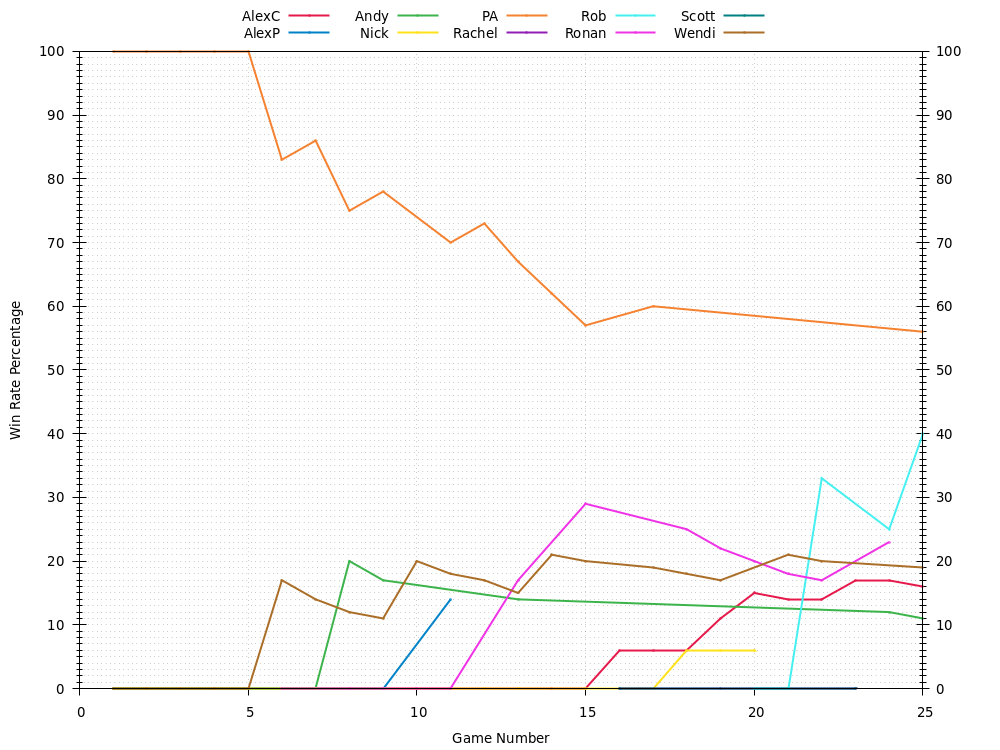 AlexC Andy PA Rob Scott
AlexP Nick Rachel Ronan Wendi
100 100
90 90
80 80
70 70
60 60
50 50
40 40
30 30
20 20
10 10
0 0
0 5 10 15 20 25
Win Rate Percentage
Game Number